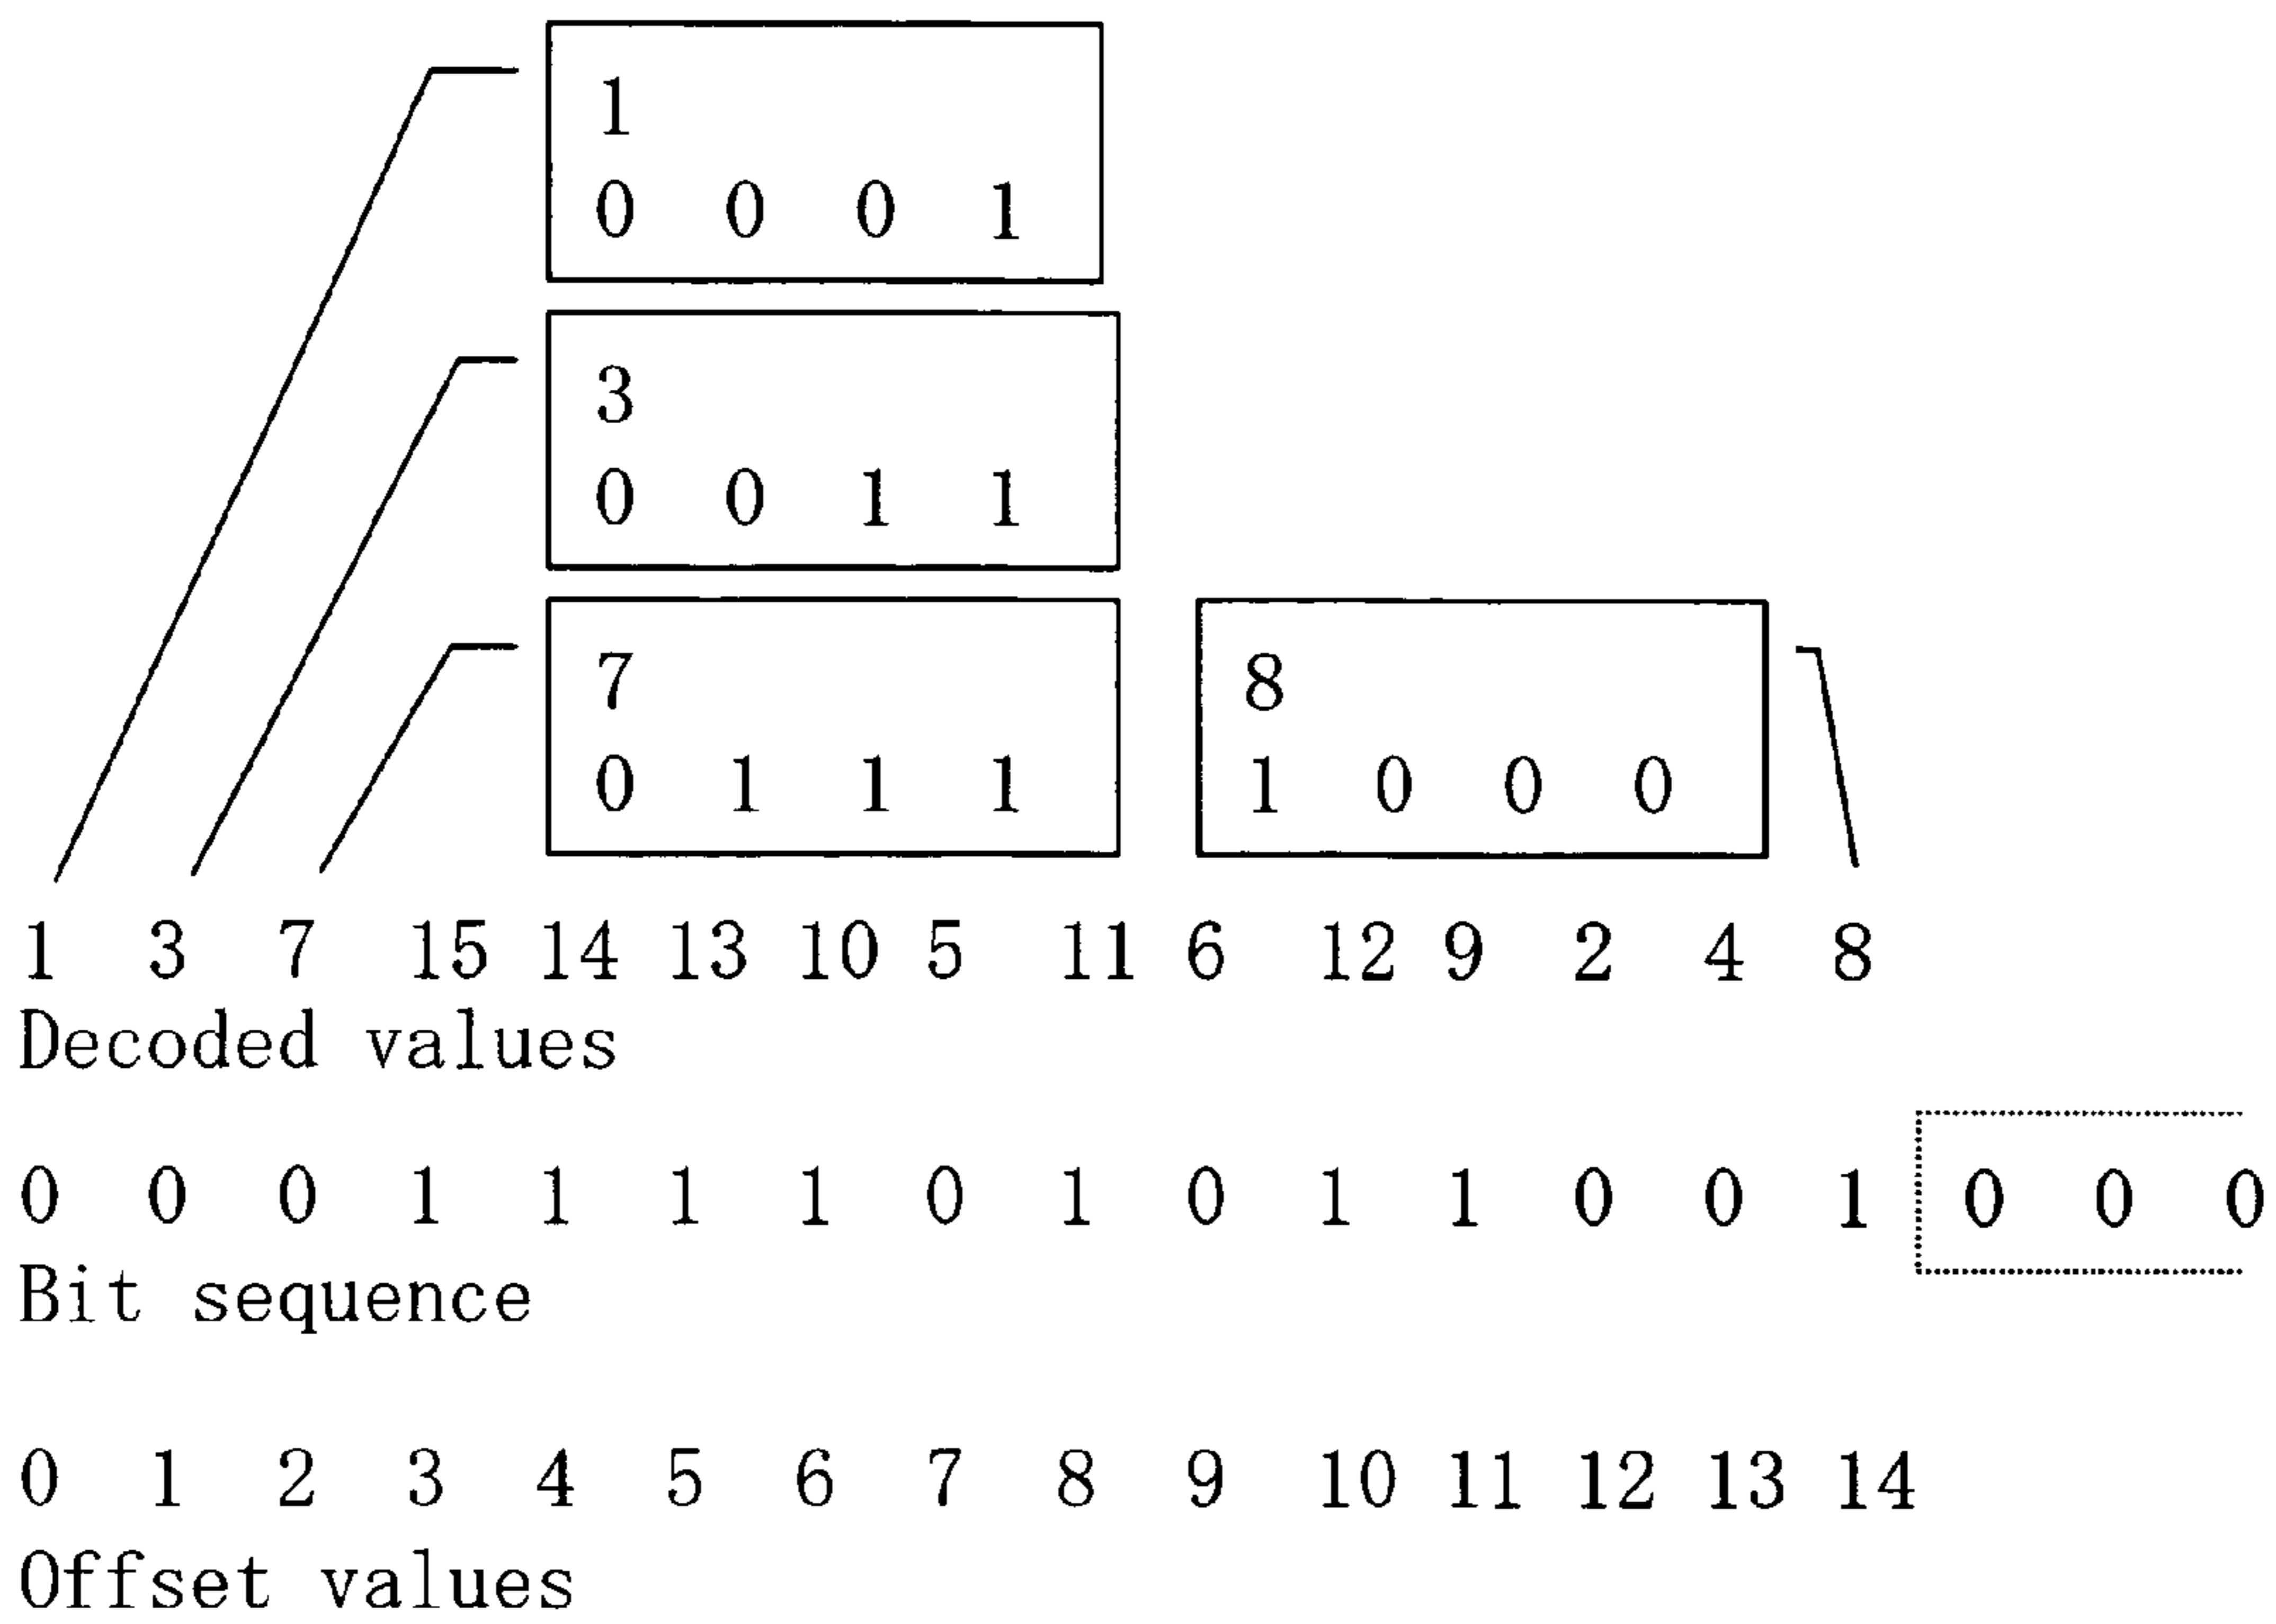 1
0 0 0 1
3
0 0 1 1
7
0 1 1 1
8
1 0 0 0
1 3 7 15 14 13 10 5 11 6 12 9 2 4 8
Decoded values
0 0 0 1 1 1 1 0 1 0 1 1 0 0 1 0 0 0
Bit sequence
0 1 2 3 4 5 6 7 8 9 10 11 12 13 14
Offset values